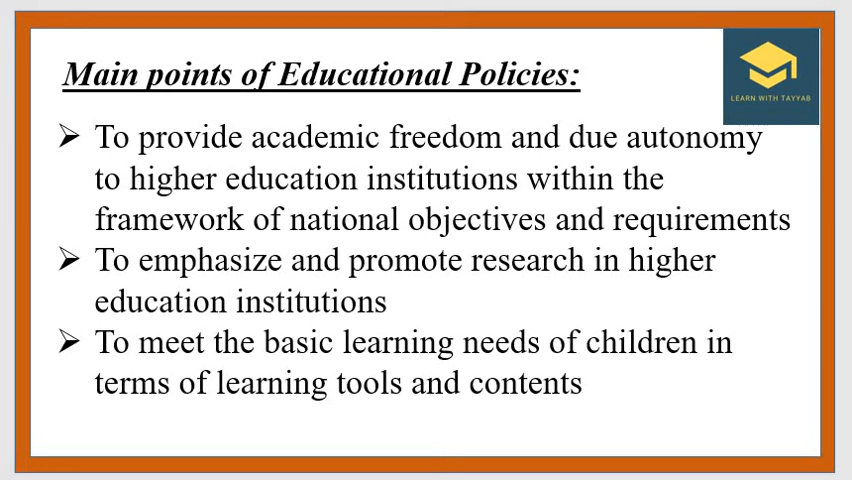 Main points of Educational Policies:
LEARN WITH TAYYAB
➢ To provide academic freedom and due autonomy
to higher education institutions within the
framework of national objectives and requirements
➢ To emphasize and promote research in higher
education institutions
➢ To meet the basic learning needs of children in
terms of learning tools and contents